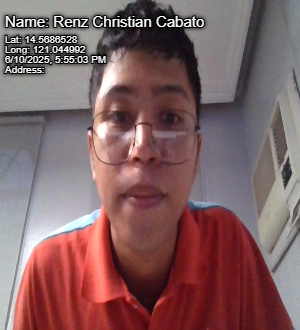 Name: Renz Christian Cabato
Lat: 14.5686528
Long: 121.044992
6/10/2025, 5:55:03 PM
Address: